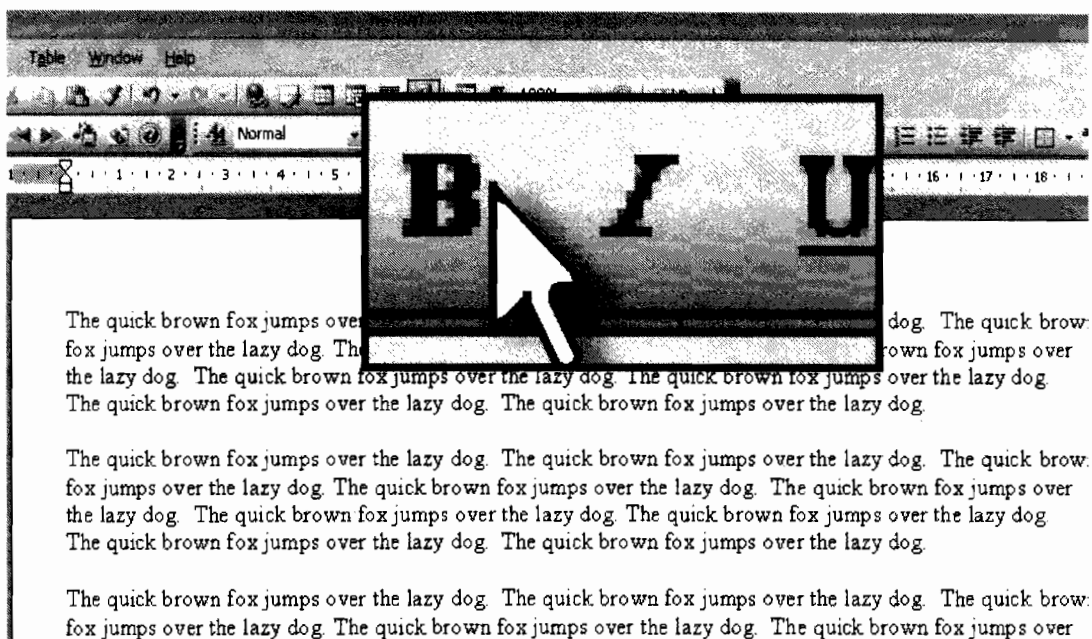 Table Window Help
Normal
1 2 3 4 5 16 17 18
B I U
The quick brown fox jumps over dog. The quick brow
fox jumps over the lazy dog. The rown fox jumps over
the lazy dog. The quick brown fox jumps over the lazy dog. The quick brown fox jumps over the lazy dog.
The quick brown fox jumps over the lazy dog. The quick brown fox jumps over the lazy dog.
The quick brown fox jumps over the lazy dog. The quick brown fox jumps over the lazy dog. The quick brow
fox jumps over the lazy dog. The quick brown fox jumps over the lazy dog. The quick brown fox jumps over
the lazy dog. The quick brown fox jumps over the lazy dog. The quick brown fox jumps over the lazy dog.
The quick brown fox jumps over the lazy dog. The quick brown fox jumps over the lazy dog.
The quick brown fox jumps over the lazy dog. The quick brown fox jumps over the lazy dog. The quick brow
fox jumps over the lazy dog. The quick brown fox jumps over the lazy dog. The quick brown fox jumps over